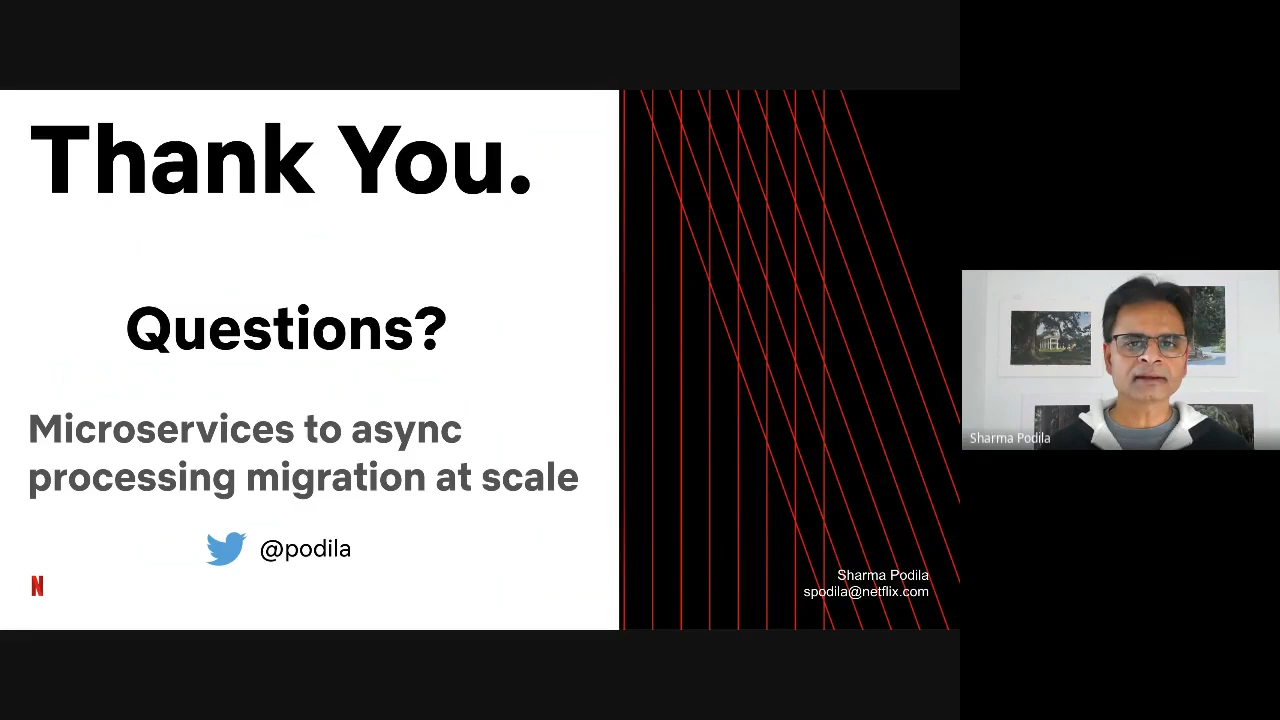 Thank You.
Questions?
Microservices to async
processing migration at scale
@podila
N
Sharma Podila
spodila@netflix.com
Sharma Podila